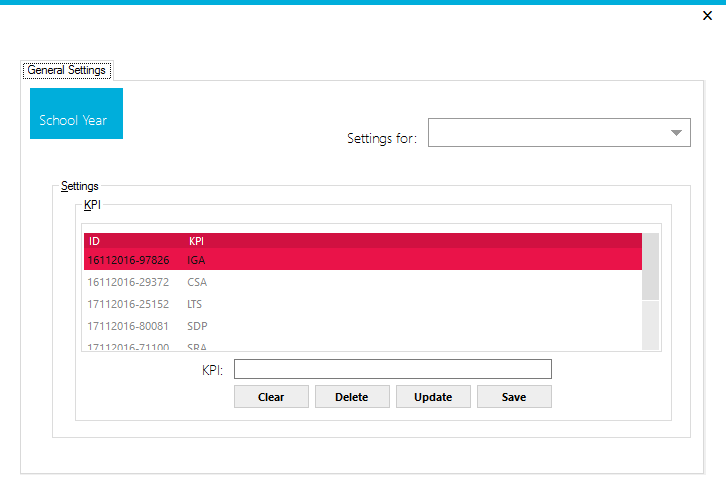 General Settings
School Year
Settings for:
Settings
KPI
ID KPI
16112016-97826 IGA
16112016-29372 CSA
17112016-25152 LTS
17112016-80081 SDP
17112016-71100 SRA
KPI:
Clear Delete Update Save